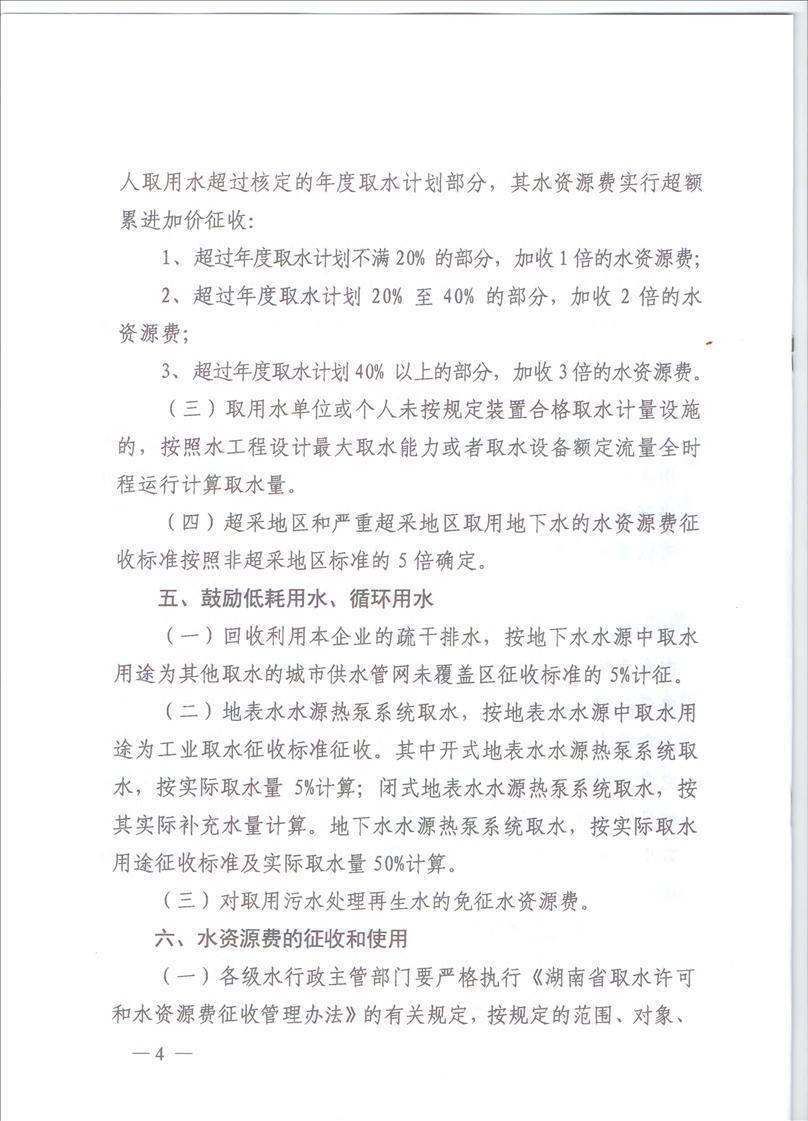 人取用水超过核定的年度取水计划部分，其水资源费实行超额
累进加价征收：
1、超过年度取水计划不满20%的部分，加收1倍的水资源费；
2、超过年度取水计划 20% 至 40% 的部分，加收 2 倍的水
资源费；
3、超过年度取水计划40% 以上的部分，加收3倍的水资源费。
（三）取用水单位或个人未按规定装置合格取水计量设施
的，按照水工程设计最大取水能力或者取水设备额定流量全时
程运行计算取水量。
（四）超采地区和严重超采地区取用地下水的水资源费征
收标准按照非超采地区标准的 5 倍确定。
五、鼓励低耗用水、循环用水
（一）回收利用本企业的疏干排水，按地下水水源中取水
用途为其他取水的城市供水管网未覆盖区征收标准的5%计征。
（二）地表水水源热泵系统取水，按地表水水源中取水用
途为工业取水征收标准征收。其中开式地表水水源热泵系统取
水，按实际取水量 5%计算；闭式地表水水源热泵系统取水，按
其实际补充水量计算。地下水水源热泵系统取水，按实际取水
用途征收标准及实际取水量50%计算。
（三）对取用污水处理再生水的免征水资源费。
六、水资源费的征收和使用
（一）各级水行政主管部门要严格执行《湖南省取水许可
和水资源费征收管理办法》的有关规定，按规定的范围、对象、
—4 —